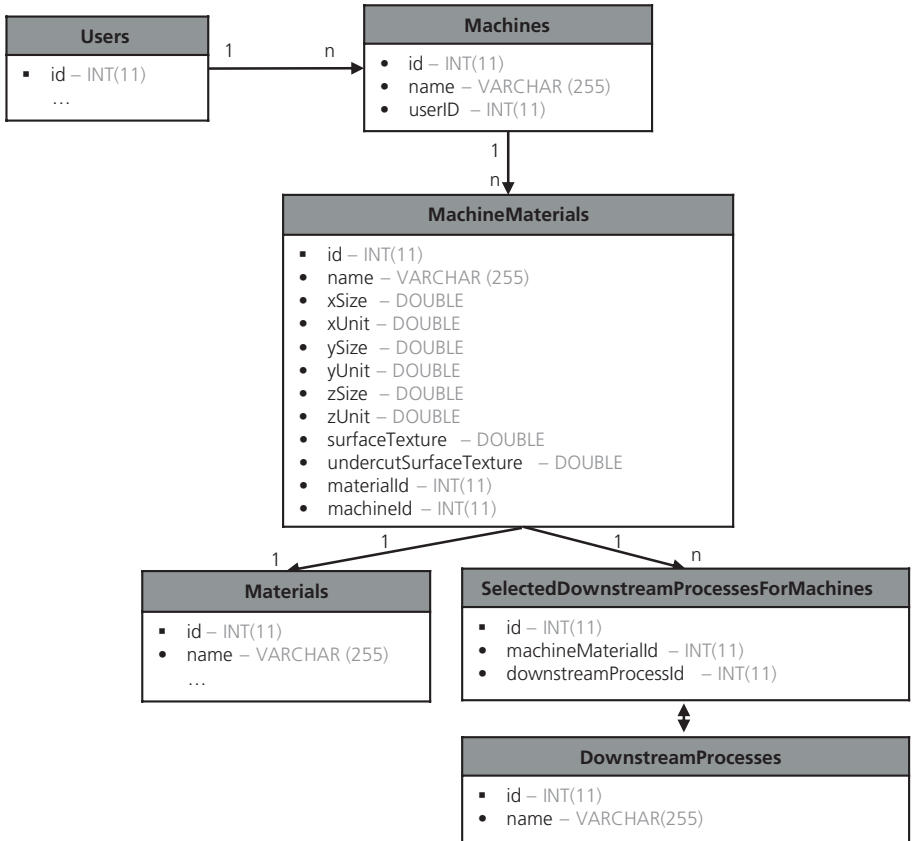 Users
▪ id – INT(11)
…
1 n
Machines
• id – INT(11)
• name – VARCHAR (255)
• userID – INT(11)
1
n
MachineMaterials
▪ id – INT(11)
• name – VARCHAR (255)
• xSize – DOUBLE
• xUnit – DOUBLE
• ySize – DOUBLE
• yUnit – DOUBLE
• zSize – DOUBLE
• zUnit – DOUBLE
• surfaceTexture – DOUBLE
• undercutSurfaceTexture – DOUBLE
• materialId – INT(11)
• machineId – INT(11)
1 1
1 n
Materials
▪ id – INT(11)
• name – VARCHAR (255)
…
SelectedDownstreamProcessesForMachines
▪ id – INT(11)
• machineMaterialId – INT(11)
• downstreamProcessId – INT(11)
DownstreamProcesses
▪ id – INT(11)
• name – VARCHAR(255)